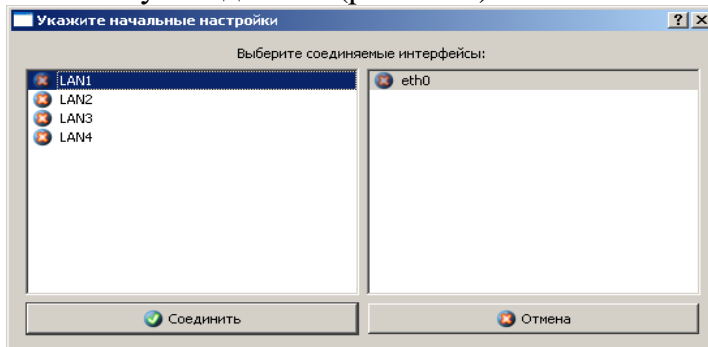 Укажите начальные настройки
Выберите соединяемые интерфейсы:
LAN1
LAN2
LAN3
LAN4
eth0
Соединить
Отмена